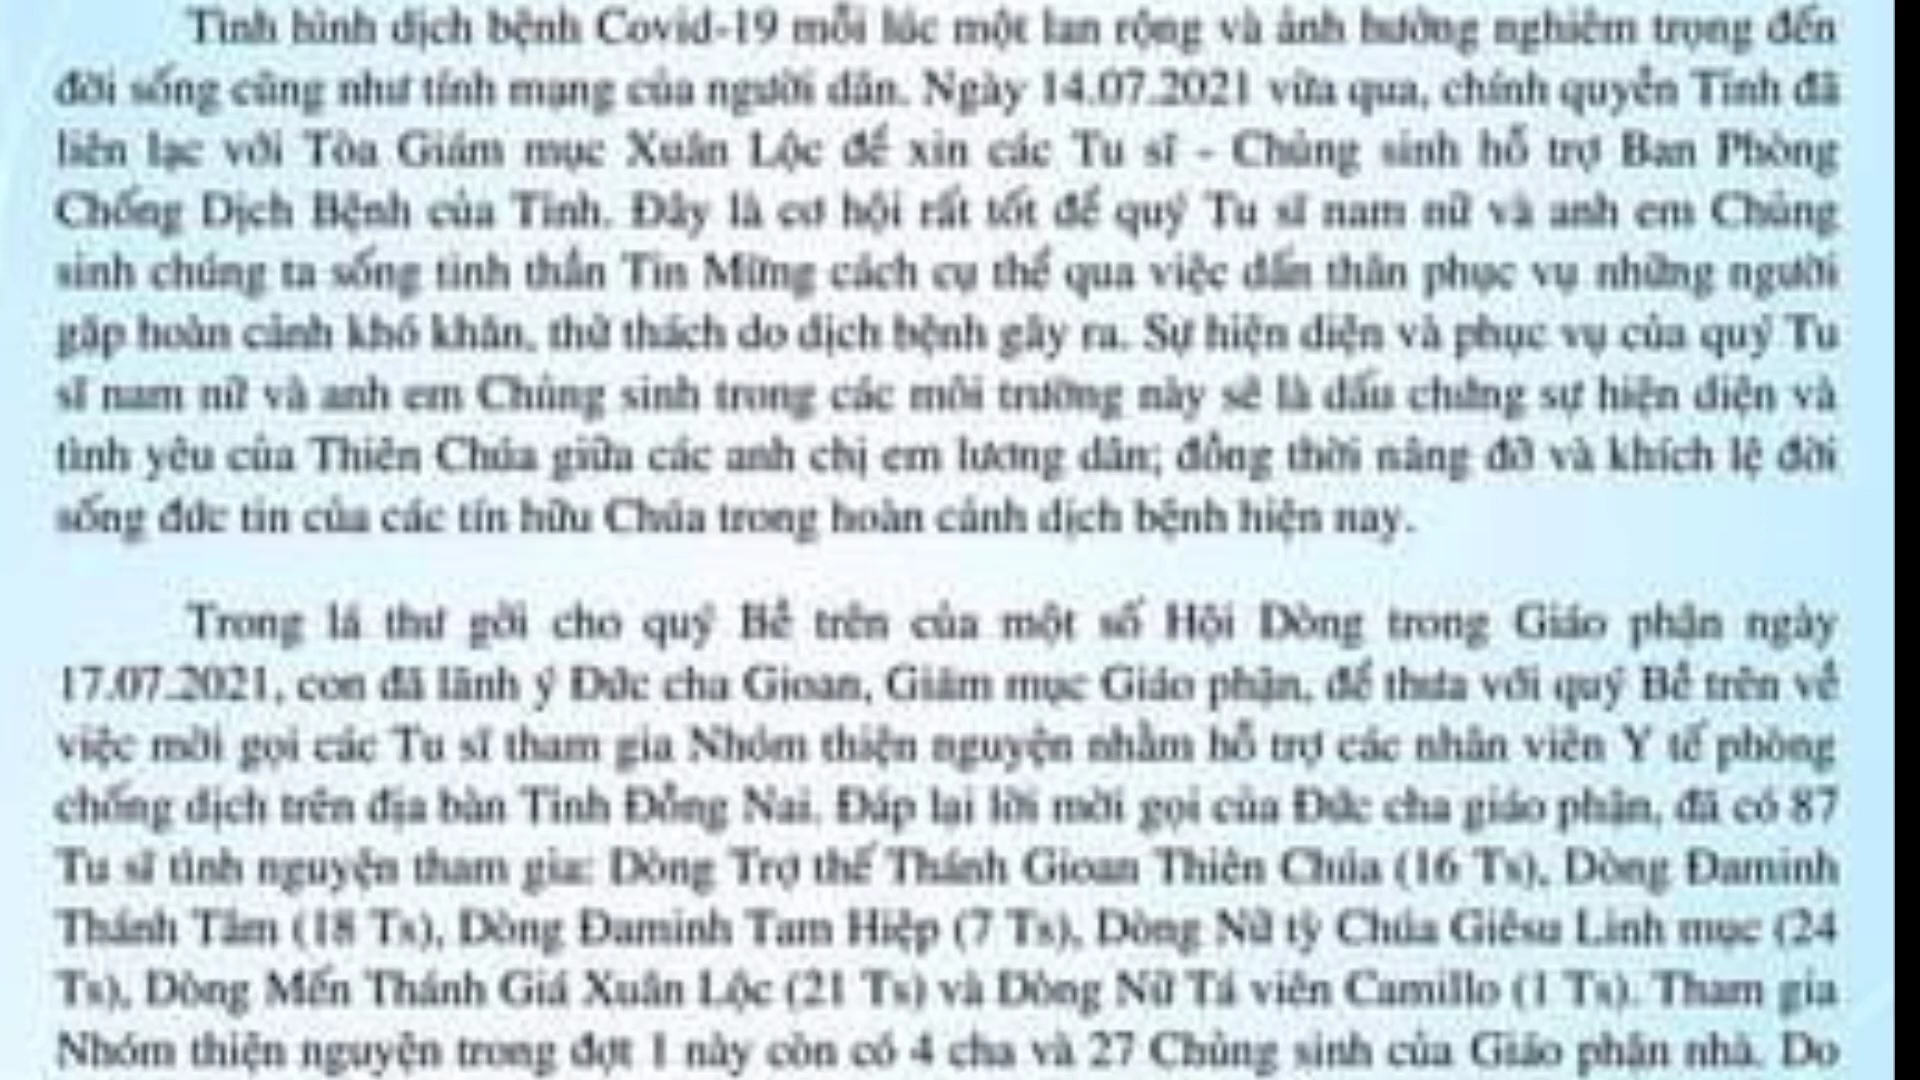 Tình hình dịch bệnh Covid-19 mỗi lúc một lan rộng và ảnh hưởng nghiêm trọng đến
đời sống cũng như tính mạng của người dân. Ngày 14.07.2021 vừa qua, chính quyền Tỉnh đã
liên lạc với Tòa Giám mục Xuân Lộc để xin các Tu sĩ - Chủng sinh hỗ trợ Ban Phòng
Chống Dịch Bệnh của Tỉnh. Đây là cơ hội rất tốt để quý Tu sĩ nam nữ và anh em Chủng
sinh chúng ta sống tinh thần Tin Mừng cách cụ thể qua việc dấn thân phục vụ những người
gặp hoàn cảnh khó khăn, thử thách do dịch bệnh gây ra. Sự hiện diện và phục vụ của quý Tu
sĩ nam nữ và anh em Chủng sinh trong các môi trường này sẽ là dấu chứng sự hiện diện và
tình yêu của Thiên Chúa giữa các anh chị em lương dân; đồng thời nâng đỡ và khích lệ đời
sống đức tin của các tín hữu Chúa trong hoàn cảnh dịch bệnh hiện nay.
Trong lá thư gởi cho quý Bề trên của một số Hội Dòng trong Giáo phận ngày
17.07.2021, con đã lãnh ý Đức cha Gioan, Giám mục Giáo phận, để thưa với quý Bề trên về
việc mời gọi các Tu sĩ tham gia Nhóm thiện nguyện nhằm hỗ trợ các nhân viên Y tế phòng
chống dịch trên địa bàn Tỉnh Đồng Nai. Đáp lại lời mời gọi của Đức cha giáo phận, đã có 87
Tu sĩ tình nguyện tham gia: Dòng Trợ thế Thánh Gioan Thiên Chúa (16 Ts), Dòng Đaminh
Thánh Tâm (18 Ts), Dòng Đaminh Tam Hiệp (7 Ts), Dòng Nữ tỳ Chúa Giêsu Linh mục (24
Ts), Dòng Mến Thánh Giá Xuân Lộc (21 Ts) và Dòng Nữ Tá viên Camillo (1 Ts). Tham gia
Nhóm thiện nguyện trong đợt 1 này còn có 4 cha và 27 Chủng sinh của Giáo phận nhà. Do